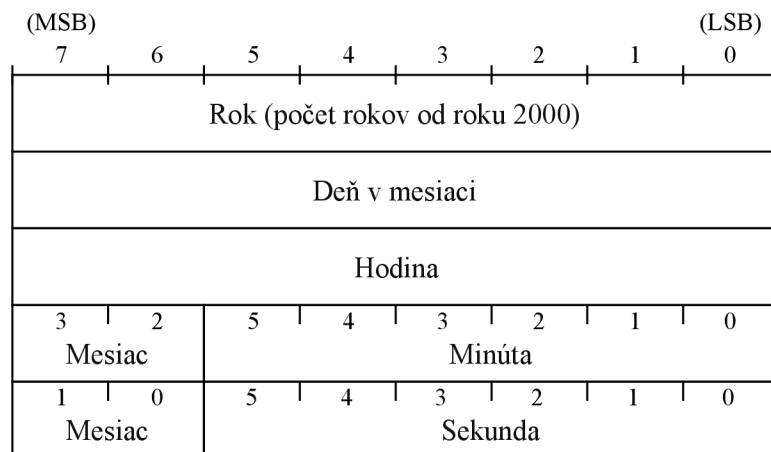 (MSB) (LSB)
7 6 5 4 3 2 1 0
Rok (počet rokov od roku 2000)
Deň v mesiaci
Hodina
3 2 5 4 3 2 1 0
Mesiac Minúta
1 0 5 4 3 2 1 0
Mesiac Sekunda